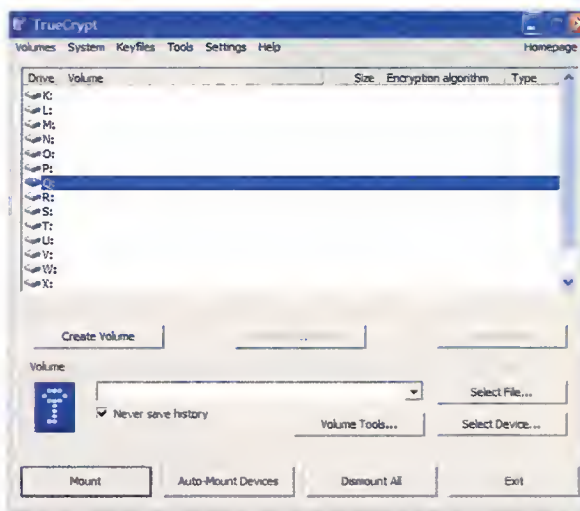 TrueCrypt
Volumes System Keyfiles Tools Settings Help Homepage
Drive Volume Size Encryption algorithm Type
K:
L:
M:
N:
O:
P:
Q:
R:
S:
T:
U:
V:
W:
X:
Create Volume
Volume
Never save history
Select File...
Volume Tools...
Select Device...
Mount
Auto-Mount Devices
Dismount All
Exit